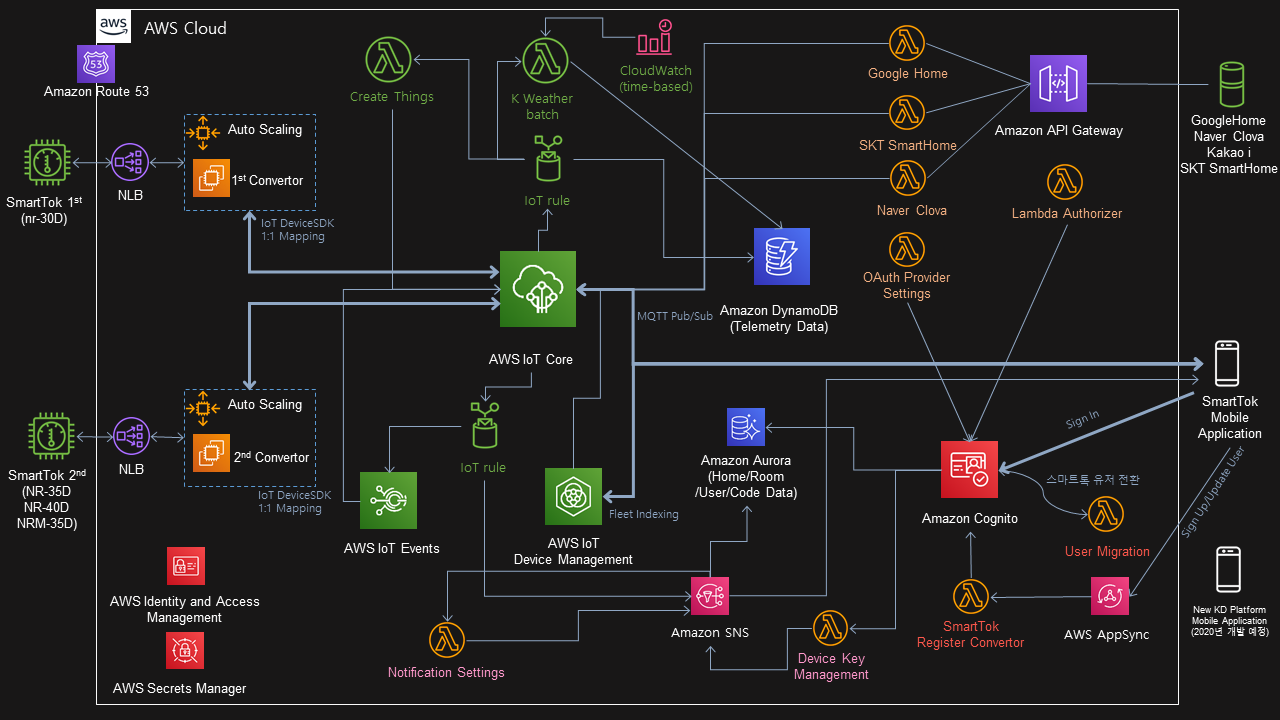 aws
AWS Cloud
53
Amazon Route 53
Create Things
K Weather
batch
CloudWatch
(time-based)
Google Home
SKT SmartHome
Naver Clova
Amazon API Gateway
GoogleHome
Naver Clova
Kakao i
SKT SmartHome
Lambda Authorizer
OAuth Provider
Settings
Auto Scaling
1st Convertor
SmartTok 1st
(nr-30D)
NLB
IoT DeviceSDK
1:1 Mapping
IoT rule
Amazon DynamoDB
(Telemetry Data)
MQTT Pub/Sub
AWS IoT Core
SmartTok
Mobile
Application
Auto Scaling
2nd Convertor
SmartTok 2nd
(NR-35D
NR-40D
NRM-35D)
NLB
IoT DeviceSDK
1:1 Mapping
IoT rule
Amazon Aurora
(Home/Room
/User/Code Data)
Sign In
Sign Up/Update User
스마트톡 유저 전환
Amazon Cognito
User Migration
AWS IoT Events
AWS IoT
Device Management
Fleet Indexing
AWS Identity and Access
Management
AWS Secrets Manager
Notification Settings
Amazon SNS
Device Key
Management
SmartTok
Register Convertor
AWS AppSync
New KD Platform
Mobile Application
(2020년 개발 예정)